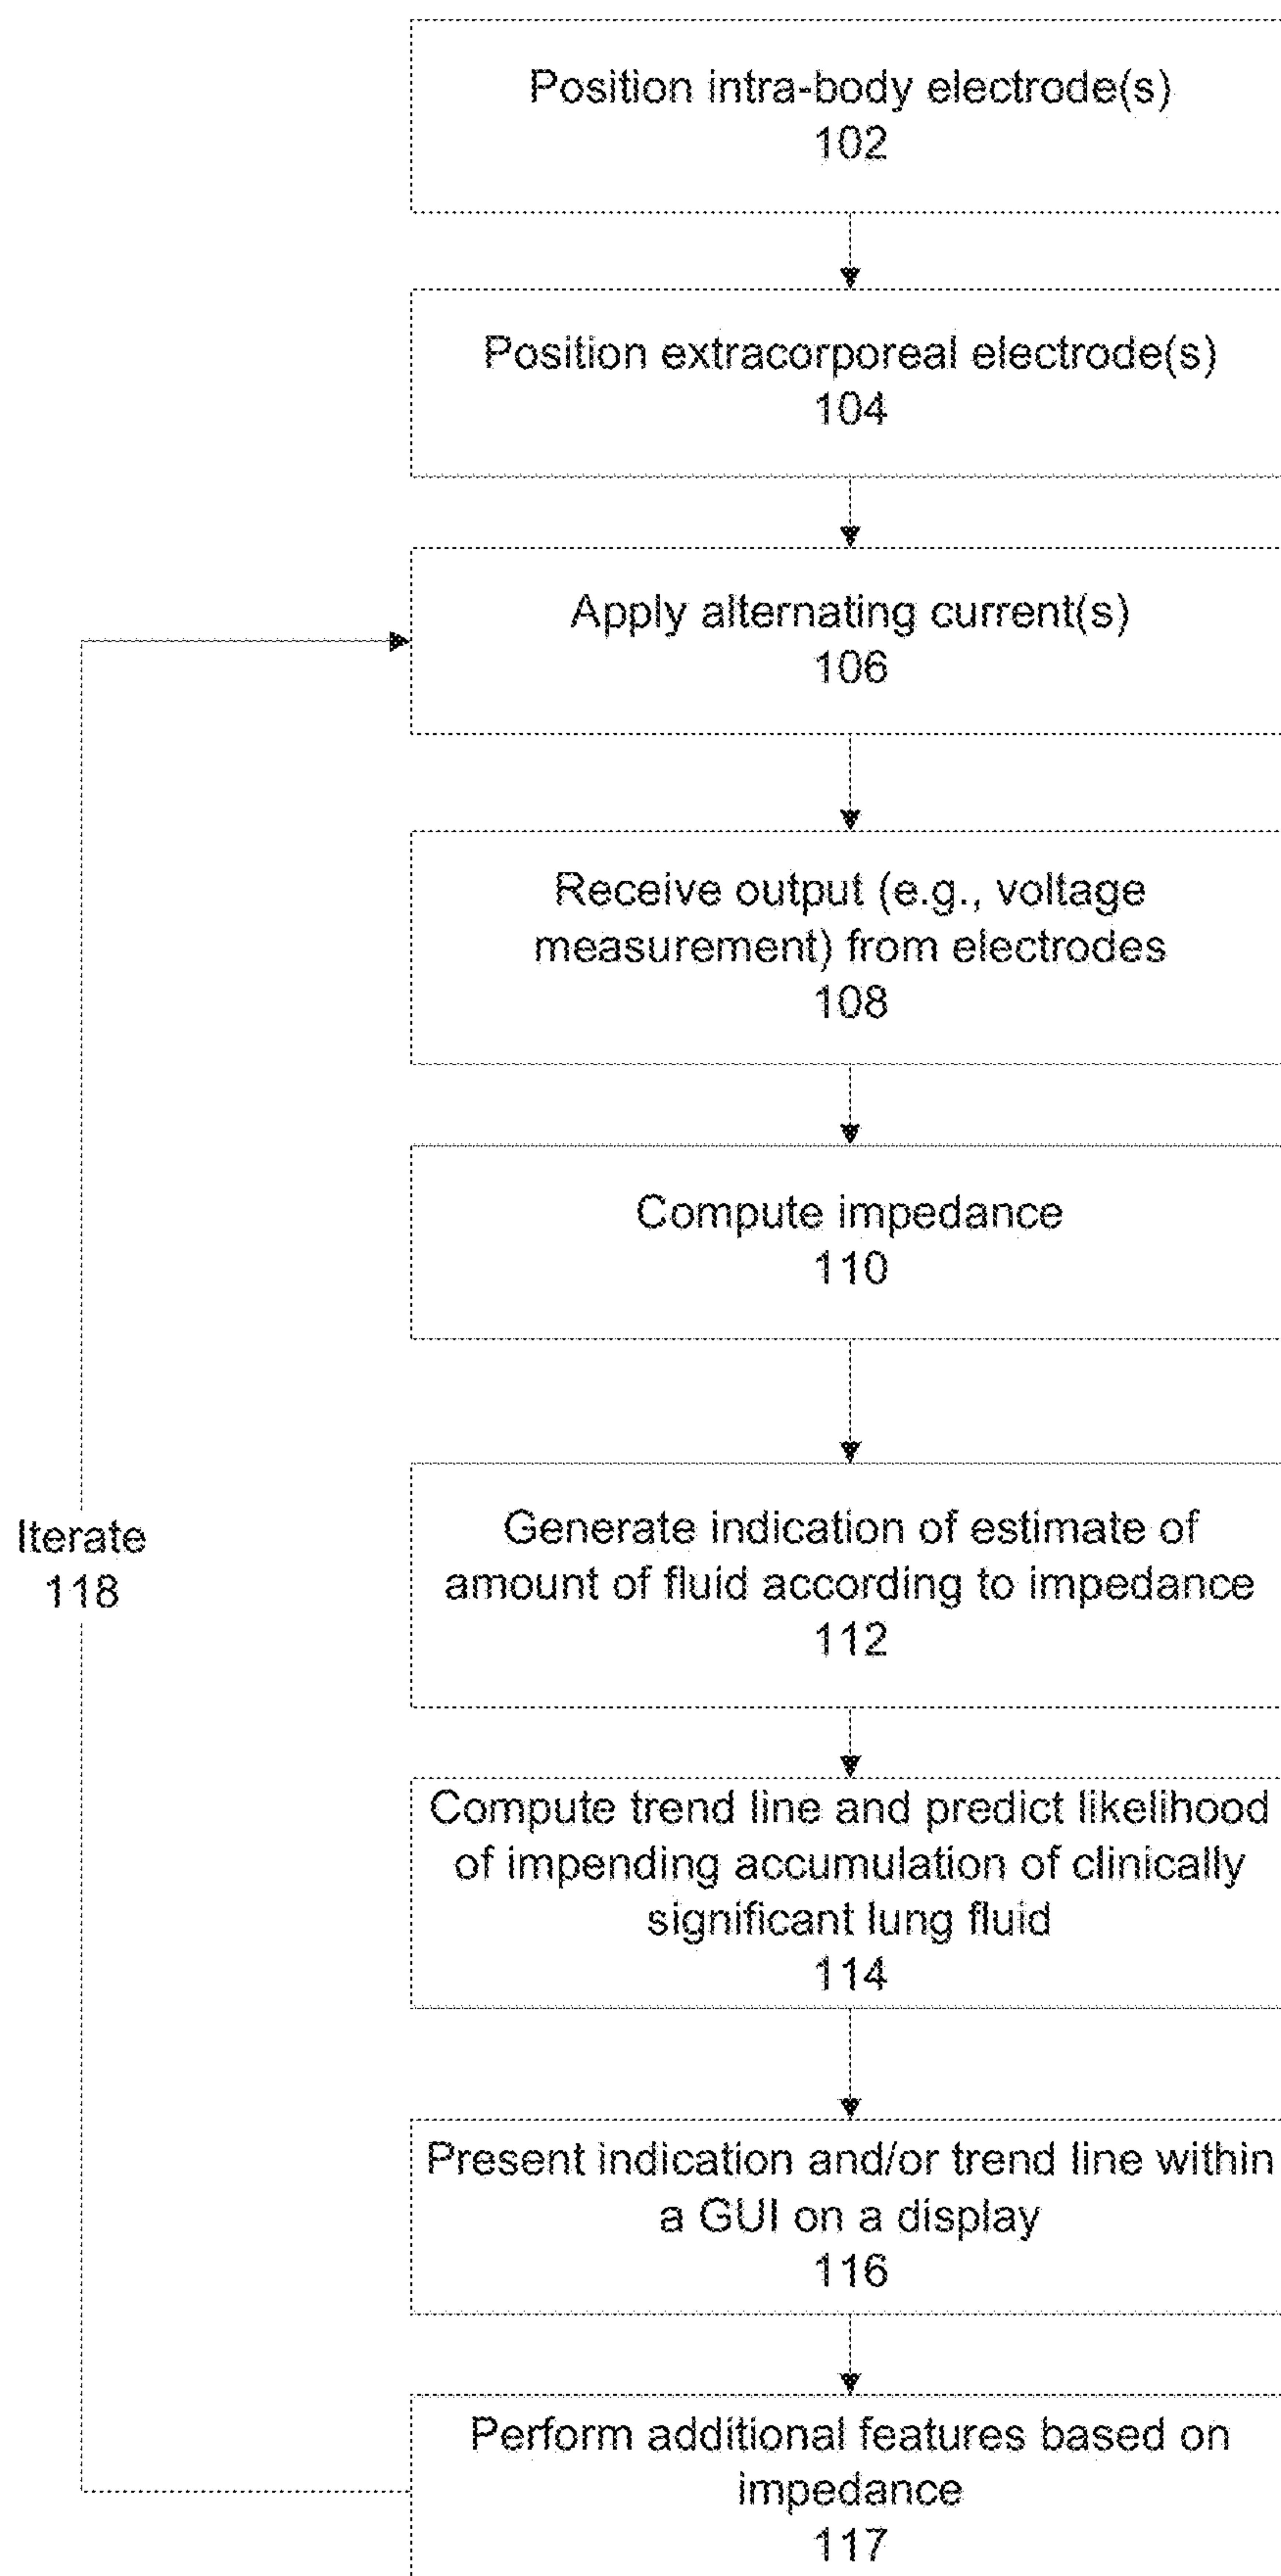 Position intra-body electrode(s)
102
Position extracorporeal electrode(s)
104
Apply alternating current(s)
106
Receive output (e.g., voltage
measurement) from electrodes
108
Compute impedance
110
Generate indication of estimate of
amount of fluid according to impedance
112
Iterate
118
Compute trend line and predict likelihood
of impending accumulation of clinically
significant lung fluid
114
Present indication and/or trend line within
a GUI on a display
116
Perform additional features based on
impedance
117